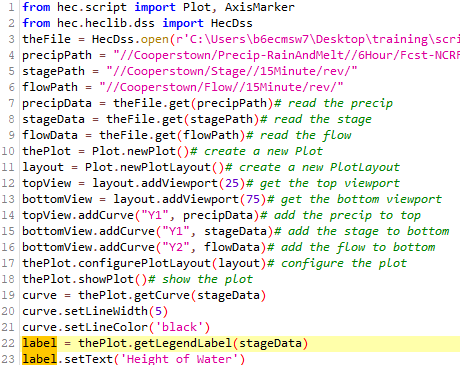 1 from hec.script import Plot, AxisMarker
2 from hec.heclib.dss import HecDss
3 theFile = HecDss.open(r'C:\Users\b6ecmsw7\Desktop\training\scri
4 precipPath = "//Cooperstown/Precip-RainAndMelt//6Hour/Fcst-NCRF
5 stagePath = "//Cooperstown/Stage//15Minute/rev/"
6 flowPath = "//Cooperstown/Flow//15Minute/rev/"
7 precipData = theFile.get(precipPath)# read the precip
8 stageData = theFile.get(stagePath)# read the stage
9 flowData = theFile.get(flowPath)# read the flow
10 thePlot = Plot.newPlot()# create a new Plot
11 layout = Plot.newPlotLayout()# create a new PlotLayout
12 topView = layout.addViewport(25)# get the top viewport
13 bottomView = layout.addViewport(75)# get the bottom viewport
14 topView.addCurve("Y1", precipData)# add the precip to top
15 bottomView.addCurve("Y1", stageData)# add the stage to bottom
16 bottomView.addCurve("Y2", flowData)# add the flow to bottom
17 thePlot.configurePlotLayout(layout)# configure the plot
18 thePlot.showPlot()# show the plot
19 curve = thePlot.getCurve(stageData)
20 curve.setLineWidth(5)
21 curve.setLineColor('black')
22 label = thePlot.getLegendLabel(stageData)
23 label.setText('Height of Water')